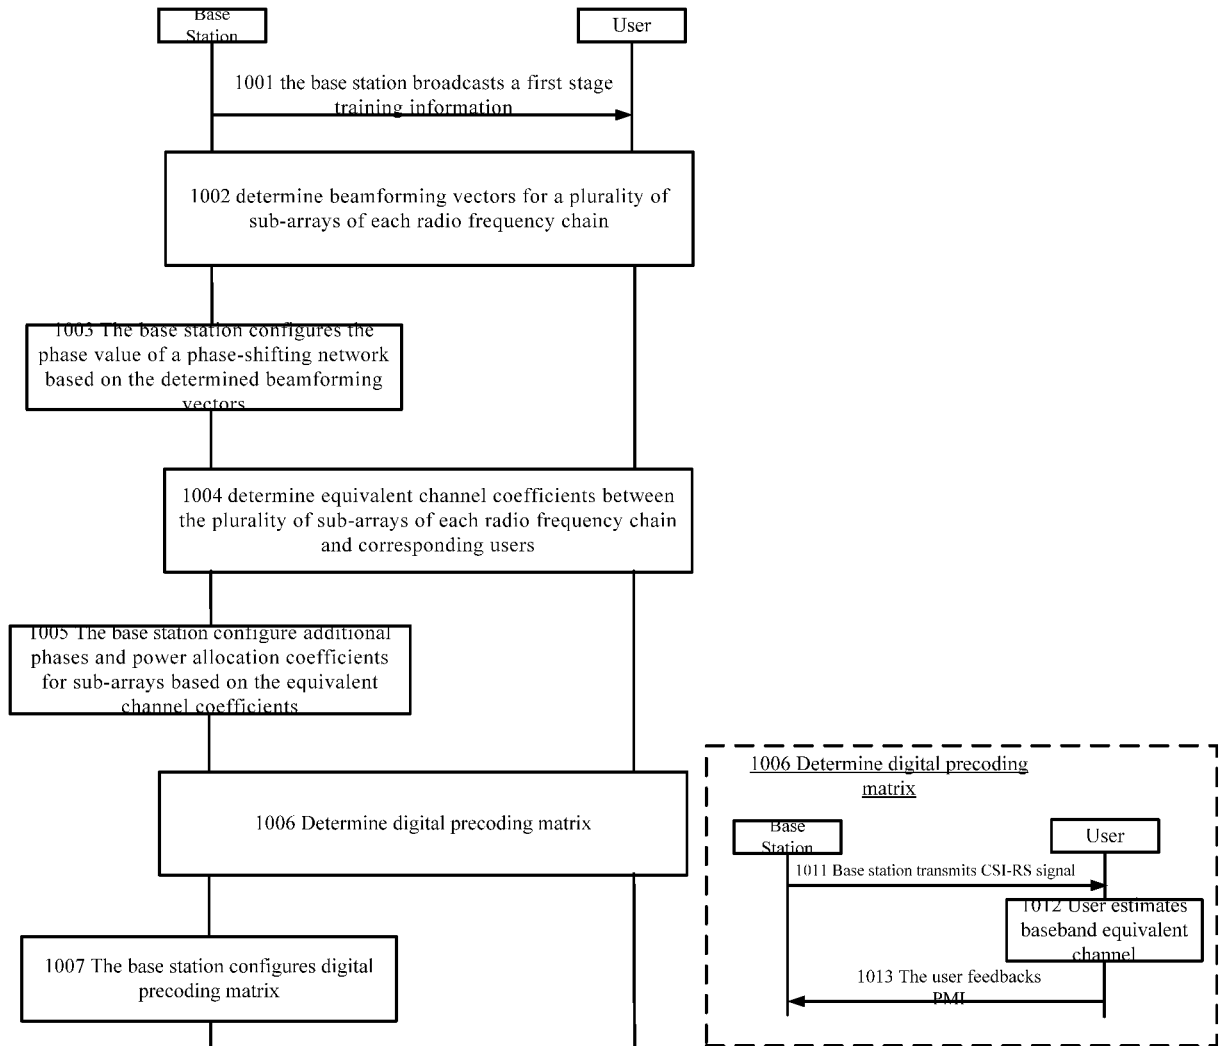 Base
Station
User
1001 the base station broadcasts a first stage
training information
1002 determine beamforming vectors for a plurality of
sub-arrays of each radio frequency chain
1003 The base station configures the
phase value of a phase-shifting network
based on the determined beamforming
vectors
1004 determine equivalent channel coefficients between
the plurality of sub-arrays of each radio frequency chain
and corresponding users
1005 The base station configure additional
phases and power allocation coefficients
for sub-arrays based on the equivalent
channel coefficients
1006 Determine digital precoding matrix
1007 The base station configures digital
precoding matrix
1006 Determine digital precoding
matrix
Base
Station
User
1011 Base station transmits CSI-RS signal
1012 User estimates
baseband equivalent
channel
1013 The user feedbacks
PMI